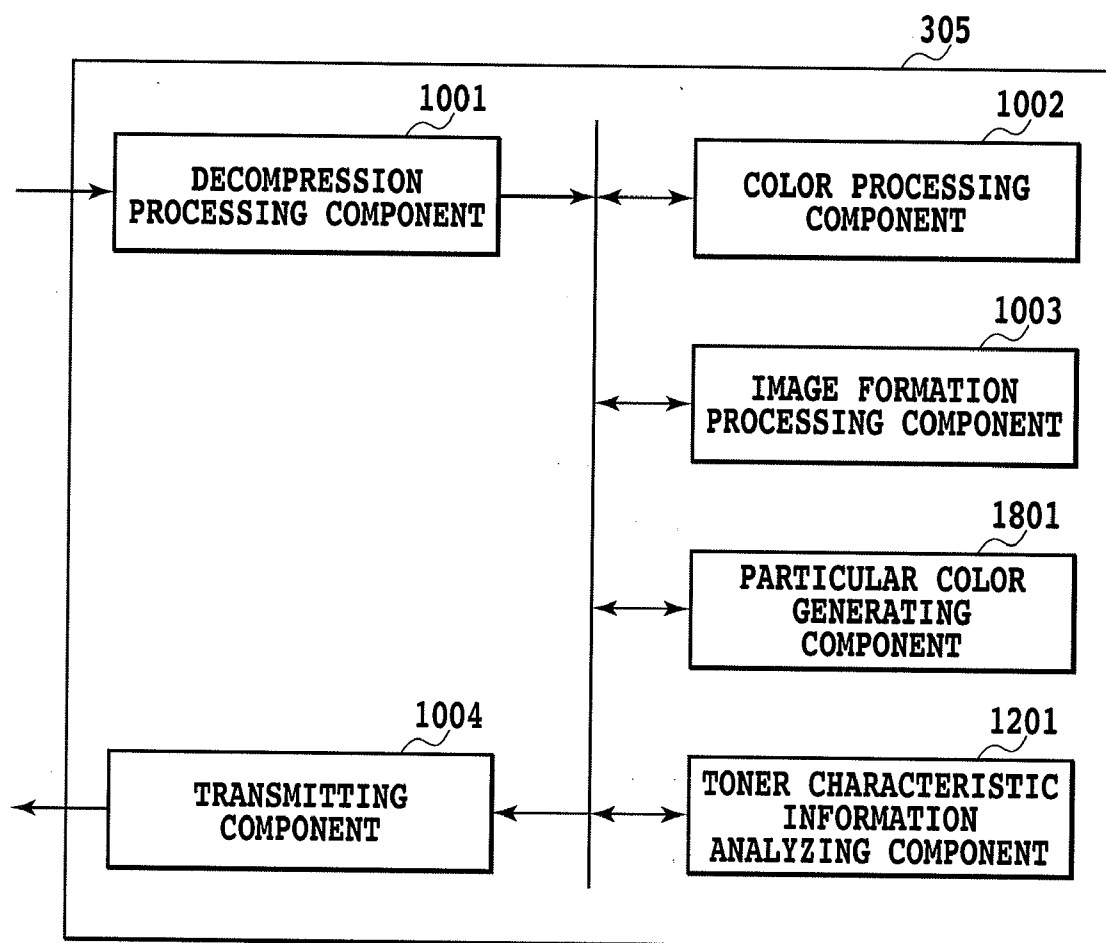 305
1001
DECOMPRESSION
PROCESSING COMPONENT
1002
COLOR PROCESSING
COMPONENT
1003
IMAGE FORMATION
PROCESSING COMPONENT
1801
PARTICULAR COLOR
GENERATING
COMPONENT
1004
TRANSMITTING
COMPONENT
1201
TONER CHARACTERISTIC
INFORMATION
ANALYZING COMPONENT